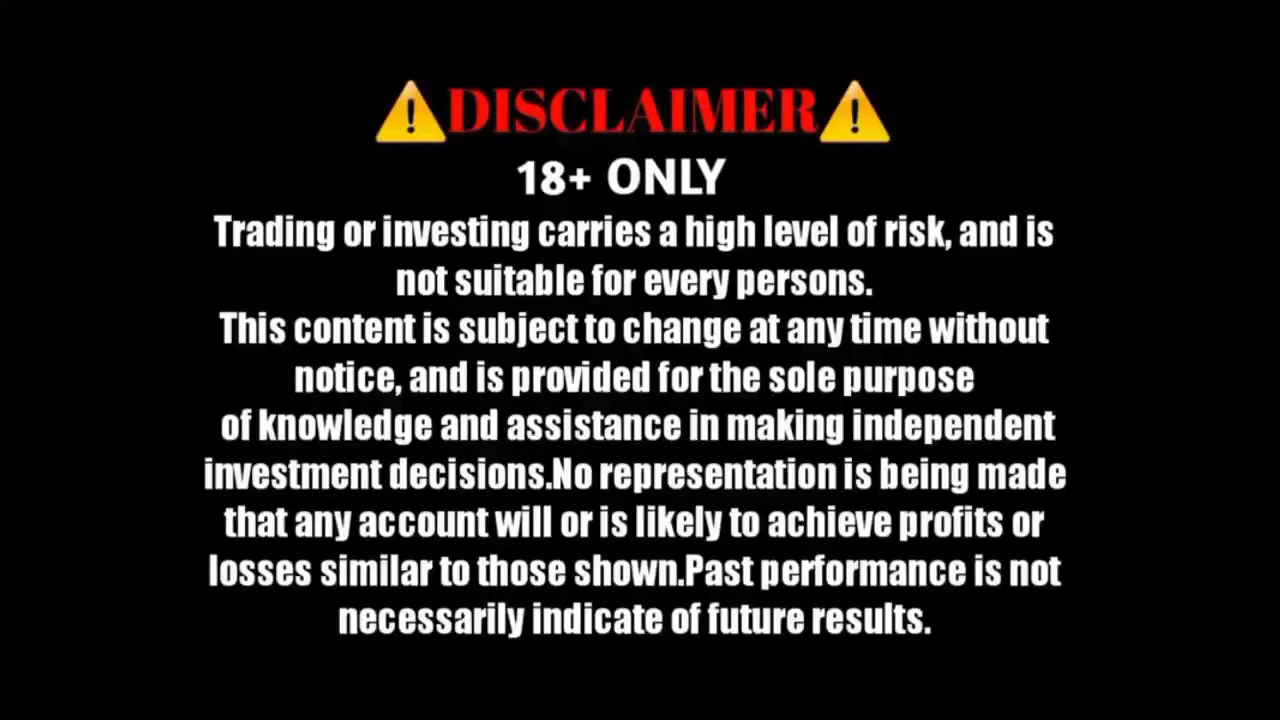 ⚠️DISCLAIMER⚠️
18+ ONLY
Trading or investing carries a high level of risk, and is
not suitable for every persons.
This content is subject to change at any time without
notice, and is provided for the sole purpose
of knowledge and assistance in making independent
investment decisions.No representation is being made
that any account will or is likely to achieve profits or
losses similar to those shown.Past performance is not
necessarily indicate of future results.